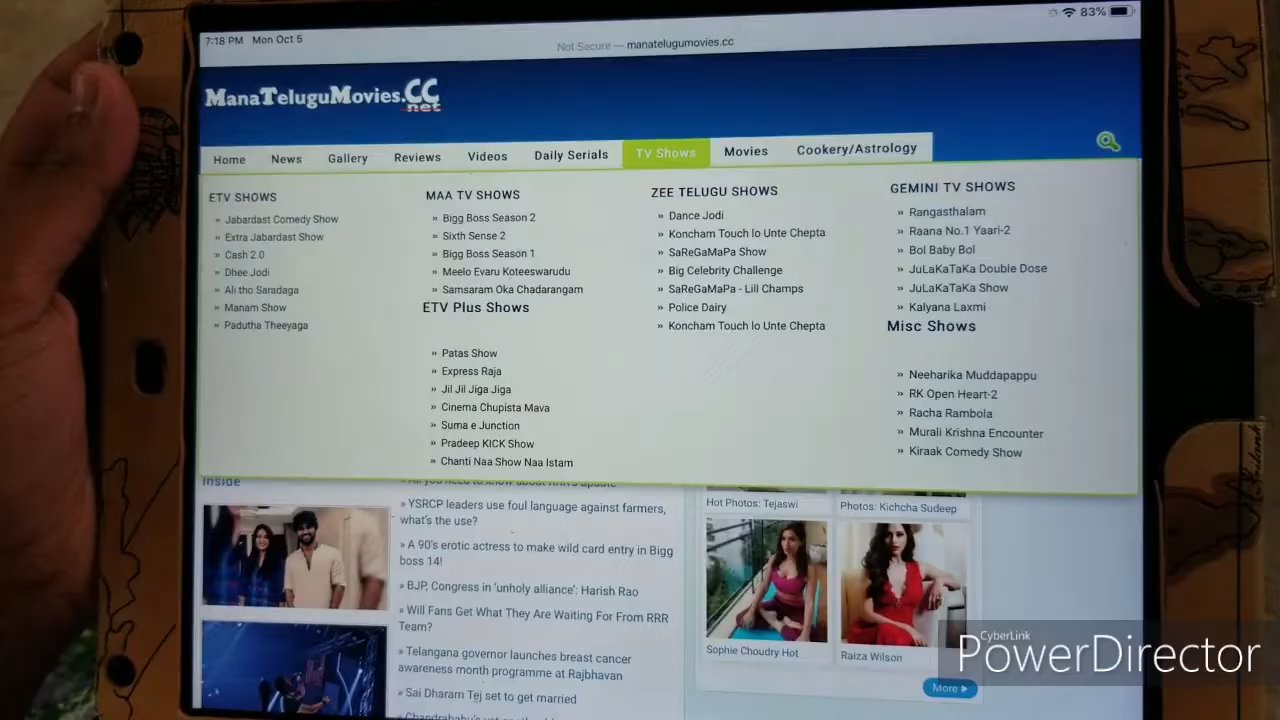 7:18 PM Mon Oct 5
83%
Not Secure — manatelugumovies.cc
ManaTeluguMovies.CC
.net
Home News Gallery Reviews Videos Daily Serials TV Shows Movies Cookery/Astrology
ETV SHOWS
» Jabardast Comedy Show
» Extra Jabardast Show
» Cash 2.0
» Dhee Jodi
» Ali tho Saradaga
» Manam Show
» Padutha Theeyaga
MAA TV SHOWS
» Bigg Boss Season 2
» Sixth Sense 2
» Bigg Boss Season 1
» Meelo Evaru Koteeswarudu
» Samsaram Oka Chadarangam
ETV Plus Shows
» Patas Show
» Express Raja
» Jil Jil Jiga Jiga
» Cinema Chupista Mava
» Suma e Junction
» Pradeep KICK Show
» Chanti Naa Show Naa Istam
ZEE TELUGU SHOWS
» Dance Jodi
» Koncham Touch lo Unte Chepta
» SaReGaMaPa Show
» Big Celebrity Challenge
» SaReGaMaPa - Lill Champs
» Police Dairy
» Koncham Touch lo Unte Chepta
GEMINI TV SHOWS
» Rangasthalam
» Raana No.1 Yaari-2
» Bol Baby Bol
» JuLaKaTaKa Double Dose
» JuLaKaTaKa Show
» Kalyana Laxmi
Misc Shows
» Neeharika Muddapappu
» RK Open Heart-2
» Racha Rambola
» Murali Krishna Encounter
» Kiraak Comedy Show
Inside
» All you need to know about RRR's update
» YSRCP leaders use foul language against farmers,
what's the use?
» A 90's erotic actress to make wild card entry in Bigg
boss 14!
» BJP, Congress in 'unholy alliance': Harish Rao
» Will Fans Get What They Are Waiting For From RRR
Team?
» Telangana governor launches breast cancer
awareness month programme at Rajbhavan
» Sai Dharam Tej set to get married
Hot Photos: Tejaswi
Photos: Kichcha Sudeep
Sophie Choudry Hot
Raiza Wilson
More
CyberLink
PowerDirector